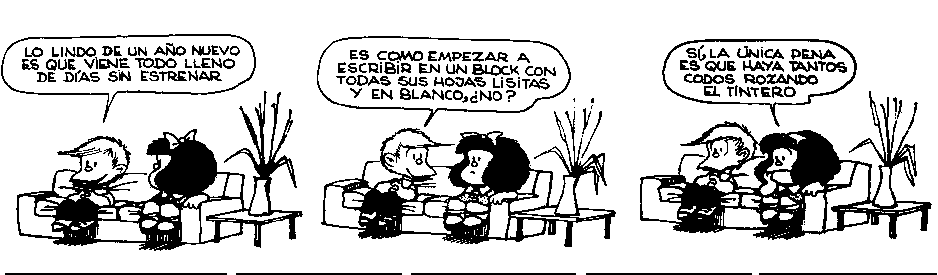 LO LINDO DE UN AÑO NUEVO
ES QUE VIENE TODO LLENO
DE DÍAS SIN ESTRENAR
ES COMO EMPEZAR A
ESCRIBIR EN UN BLOCK CON
TODAS SUS HOJAS LISITAS
Y EN BLANCO, ¿NO?
SÍ, LA ÚNICA PENA
ES QUE HAYA TANTOS
CODOS ROZANDO
EL TINTERO